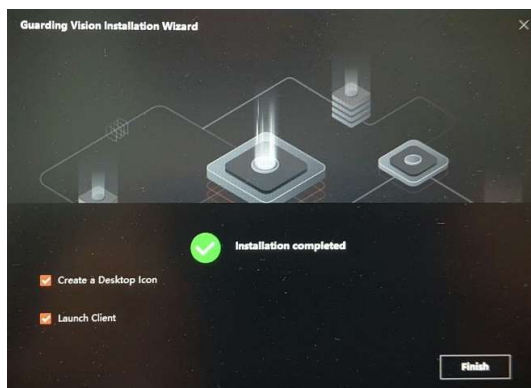 Guarding Vision Installation Wizard
Installation completed
Create a Desktop Icon
Launch Client
Finish